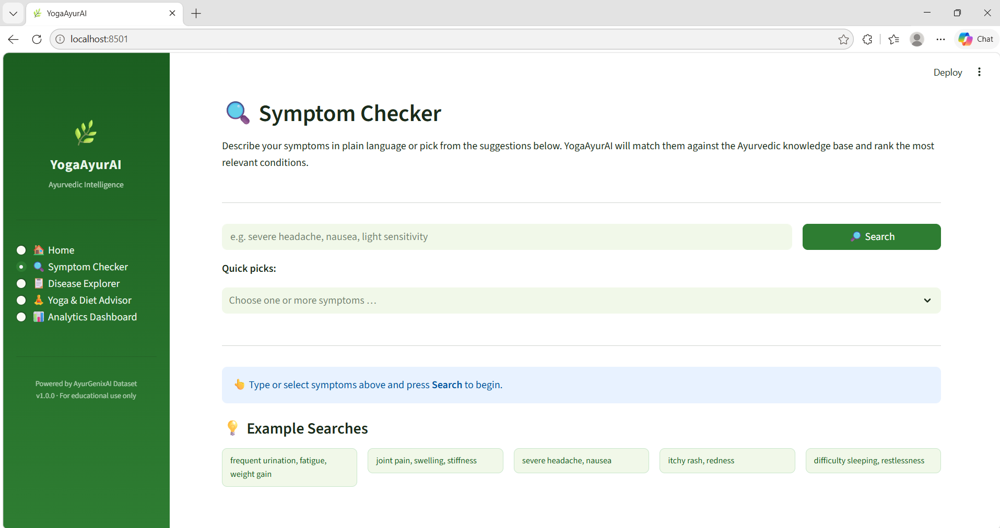 YogaAyurAI
localhost:8501
Chat
Deploy
YogaAyurAI
Ayurvedic Intelligence
Home
Symptom Checker
Disease Explorer
Yoga & Diet Advisor
Analytics Dashboard
Powered by AyurGenixAI Dataset
v1.0.0 · For educational use only
Symptom Checker
Describe your symptoms in plain language or pick from the suggestions below. YogaAyurAI will match them against the Ayurvedic knowledge base and rank the most
relevant conditions.
e.g. severe headache, nausea, light sensitivity
Search
Quick picks:
Choose one or more symptoms …
Type or select symptoms above and press Search to begin.
Example Searches
frequent urination, fatigue,
weight gain
joint pain, swelling, stiffness
severe headache, nausea
itchy rash, redness
difficulty sleeping, restlessness